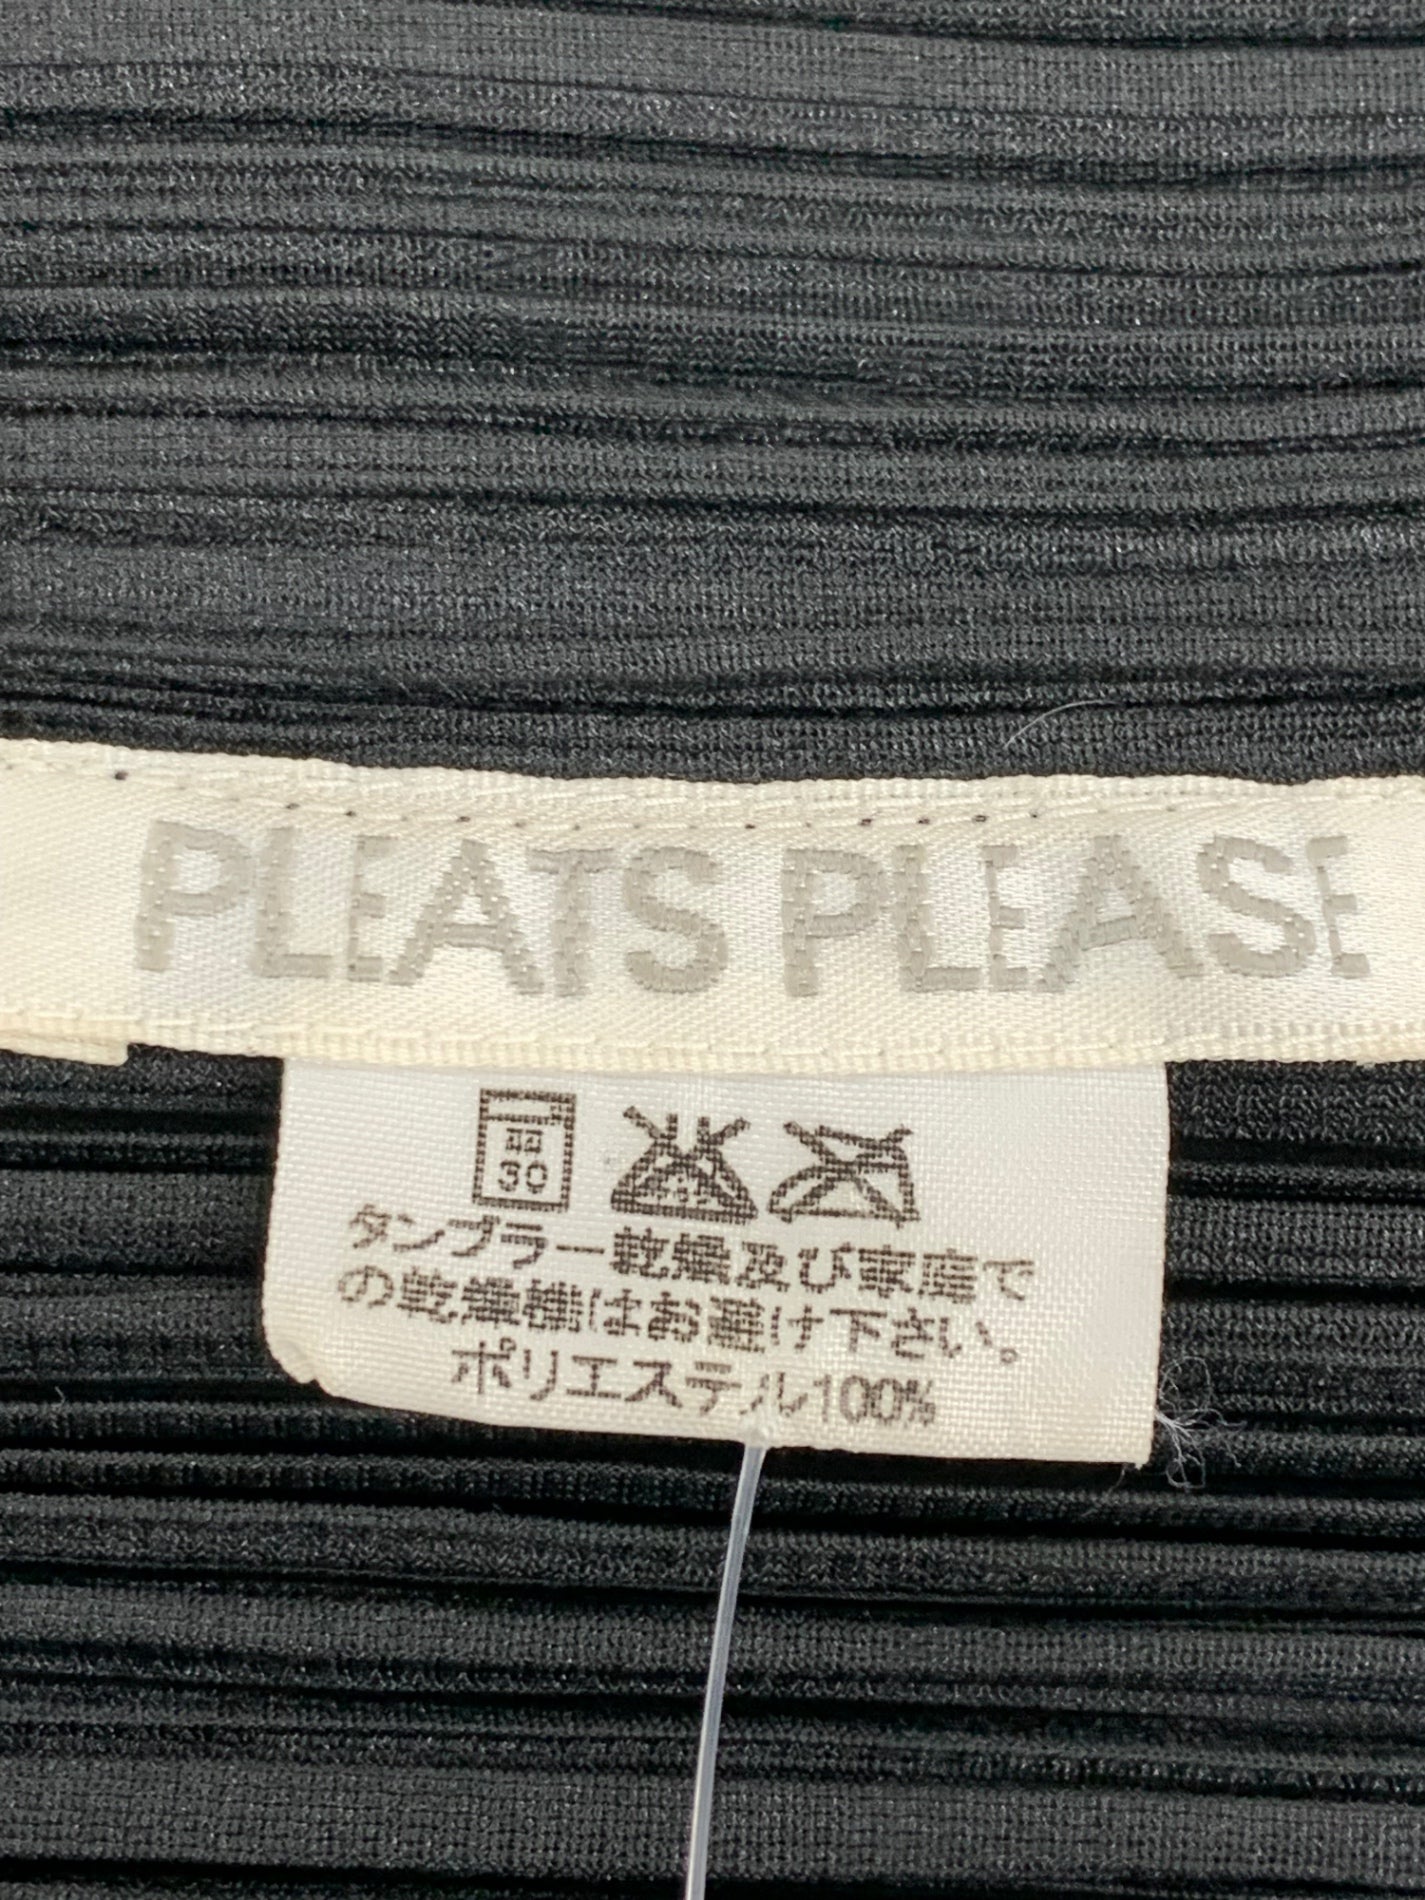 PLEATS PLEASE
弱
30
タンブラー乾燥及び家庭で
の乾燥機はお避け下さい。
ポリエステル100%